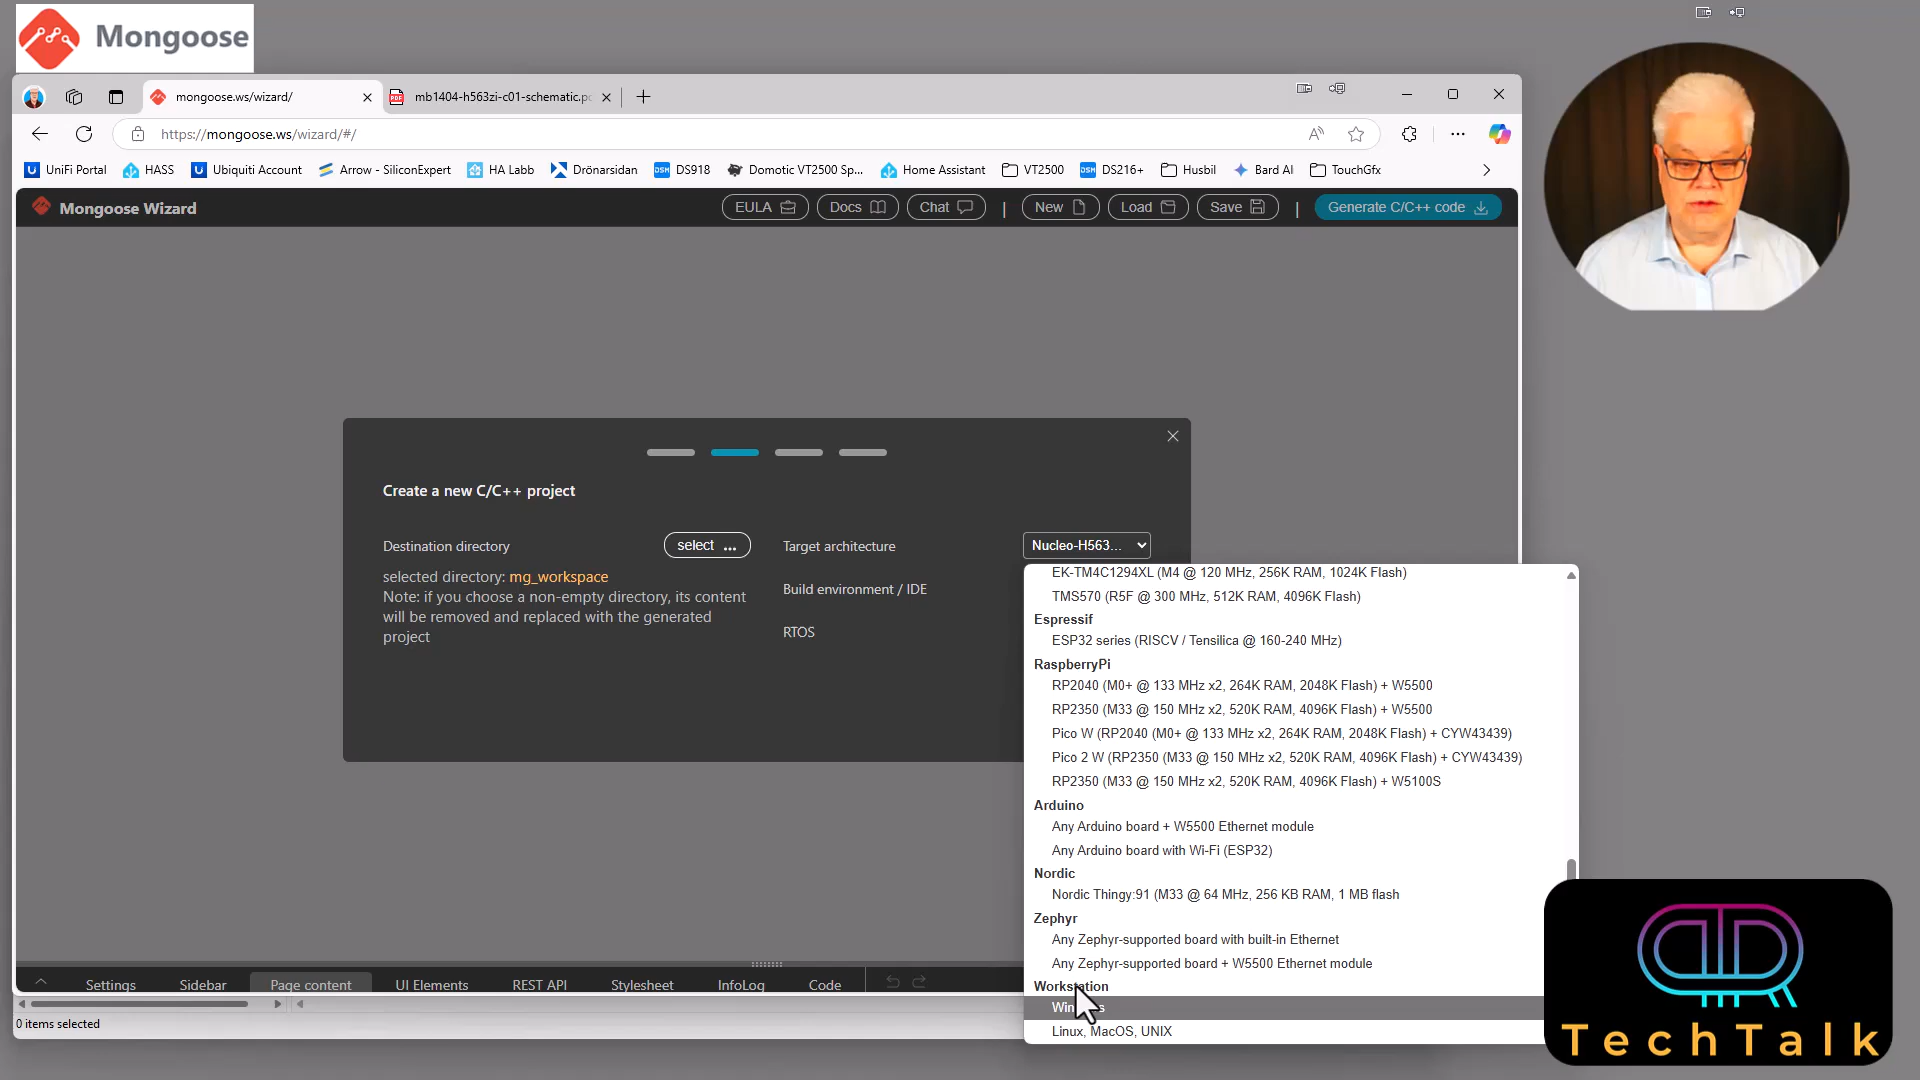 Mongoose
mongoose.ws/wizard/
mb1404-h563zi-c01-schematic.p
https://mongoose.ws/wizard/#/
UniFi Portal
HASS
Ubiquiti Account
Arrow - SiliconExpert
HA Labb
Drönarsidan
DS918
Domotic VT2500 Sp...
Home Assistant
VT2500
DS216+
Husbil
Bard AI
TouchGfx
Mongoose Wizard
EULA
Docs
Chat
New
Load
Save
Generate C/C++ code
Create a new C/C++ project
Destination directory
select ...
Target architecture
Nucleo-H563...
selected directory: mg_workspace
Note: if you choose a non-empty directory, its content
will be removed and replaced with the generated
project
Build environment / IDE
RTOS
EK-TM4C1294XL (M4 @ 120 MHz, 256K RAM, 1024K Flash)
TMS570 (R5F @ 300 MHz, 512K RAM, 4096K Flash)
Espressif
ESP32 series (RISCV / Tensilica @ 160-240 MHz)
RaspberryPi
RP2040 (M0+ @ 133 MHz x2, 264K RAM, 2048K Flash) + W5500
RP2350 (M33 @ 150 MHz x2, 520K RAM, 4096K Flash) + W5500
Pico W (RP2040 (M0+ @ 133 MHz x2, 264K RAM, 2048K Flash) + CYW43439)
Pico 2 W (RP2350 (M33 @ 150 MHz x2, 520K RAM, 4096K Flash) + CYW43439)
RP2350 (M33 @ 150 MHz x2, 520K RAM, 4096K Flash) + W5100S
Arduino
Any Arduino board + W5500 Ethernet module
Any Arduino board with Wi-Fi (ESP32)
Nordic
Nordic Thingy:91 (M33 @ 64 MHz, 256 KB RAM, 1 MB flash
Zephyr
Any Zephyr-supported board with built-in Ethernet
Any Zephyr-supported board + W5500 Ethernet module
Workstation
Linux, MacOS, UNIX
Settings
Sidebar
Page content
UI Elements
REST API
Stylesheet
InfoLog
Code
0 items selected
TechTalk